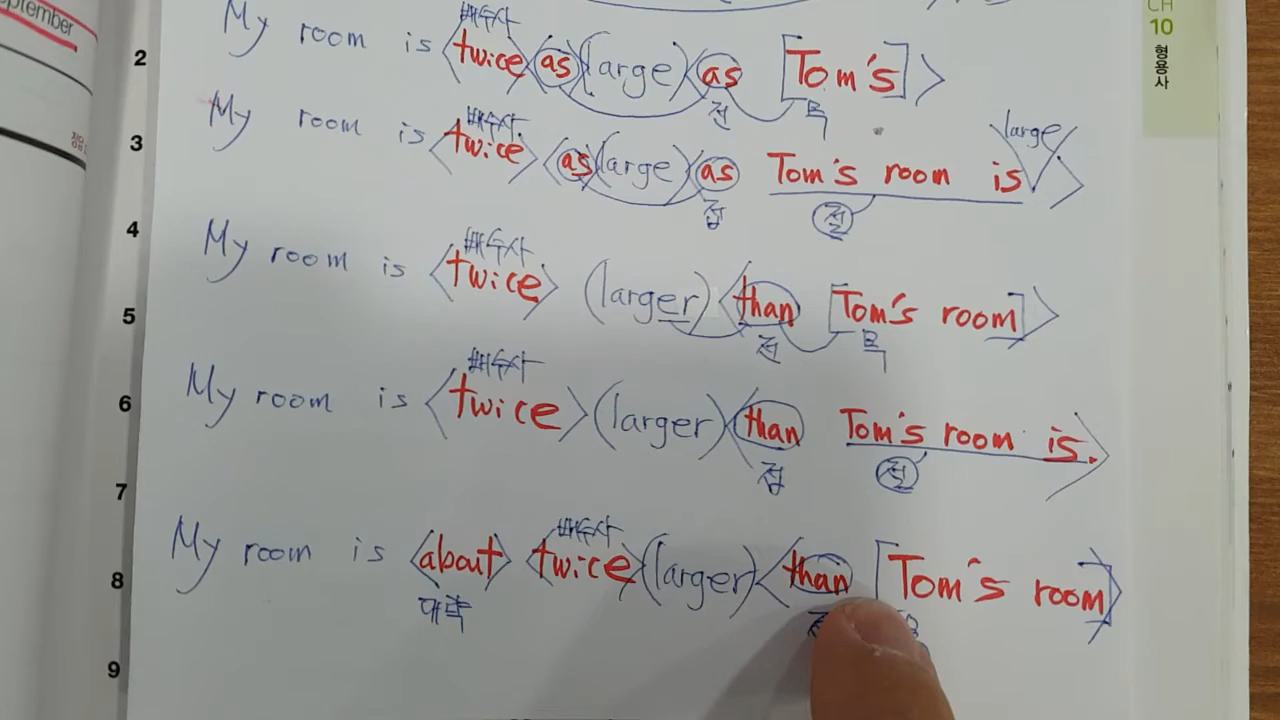 eptember
CH
10
형용사
배수사
My room is <twice><as>(large)<as [Tom's]>
2
전 목
배수사
large
My room is <twice><as>(large)<as Tom's room is>
3
접 절
4
배수사
My room is <twice> (larger) <than [Tom's room]>
5
전 목
배수사
My room is <twice>(larger)<than Tom's room is.>
6
접 절
7
배수사
My room is <about> <twice>(larger)<than [Tom's room]>
8
대략
9